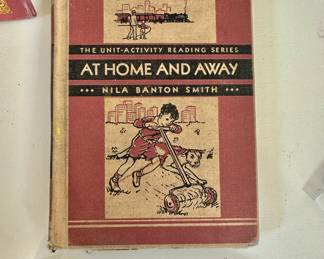 THE UNIT-ACTIVITY READING SERIES
AT HOME AND AWAY
••• NILA BANTON SMITH •••